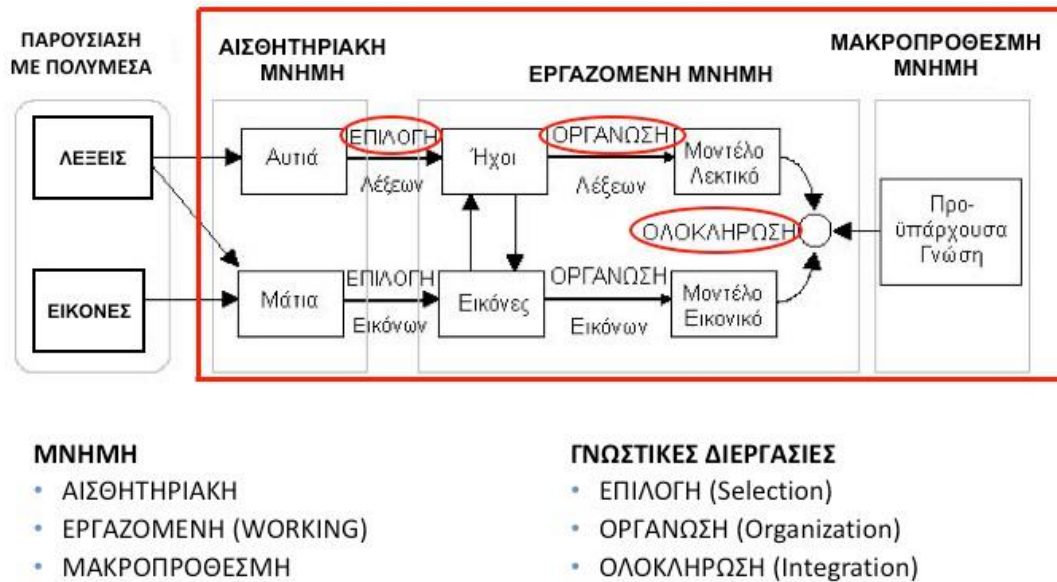 ΠΑΡΟΥΣΙΑΣΗ
ΜΕ ΠΟΛΥΜΕΣΑ
ΑΙΣΘΗΤΗΡΙΑΚΗ
ΜΝΗΜΗ
ΕΡΓΑΖΟΜΕΝΗ ΜΝΗΜΗ
ΜΑΚΡΟΠΡΟΘΕΣΜΗ
ΜΝΗΜΗ
ΛΕΞΕΙΣ
Αυτιά
ΕΠΙΛΟΓΗ
Λέξεων
Ήχοι
ΟΡΓΑΝΩΣΗ
Λέξεων
Μοντέλο
Λεκτικό
ΟΛΟΚΛΗΡΩΣΗ
Προ-
ϋπάρχουσα
Γνώση
ΕΙΚΟΝΕΣ
Μάτια
ΕΠΙΛΟΓΗ
Εικόνων
Εικόνες
ΟΡΓΑΝΩΣΗ
Εικόνων
Μοντέλο
Εικονικό
ΜΝΗΜΗ
• ΑΙΣΘΗΤΗΡΙΑΚΗ
• ΕΡΓΑΖΟΜΕΝΗ (WORKING)
• ΜΑΚΡΟΠΡΟΘΕΣΜΗ
ΓΝΩΣΤΙΚΕΣ ΔΙΕΡΓΑΣΙΕΣ
• ΕΠΙΛΟΓΗ (Selection)
• ΟΡΓΑΝΩΣΗ (Organization)
• ΟΛΟΚΛΗΡΩΣΗ (Integration)